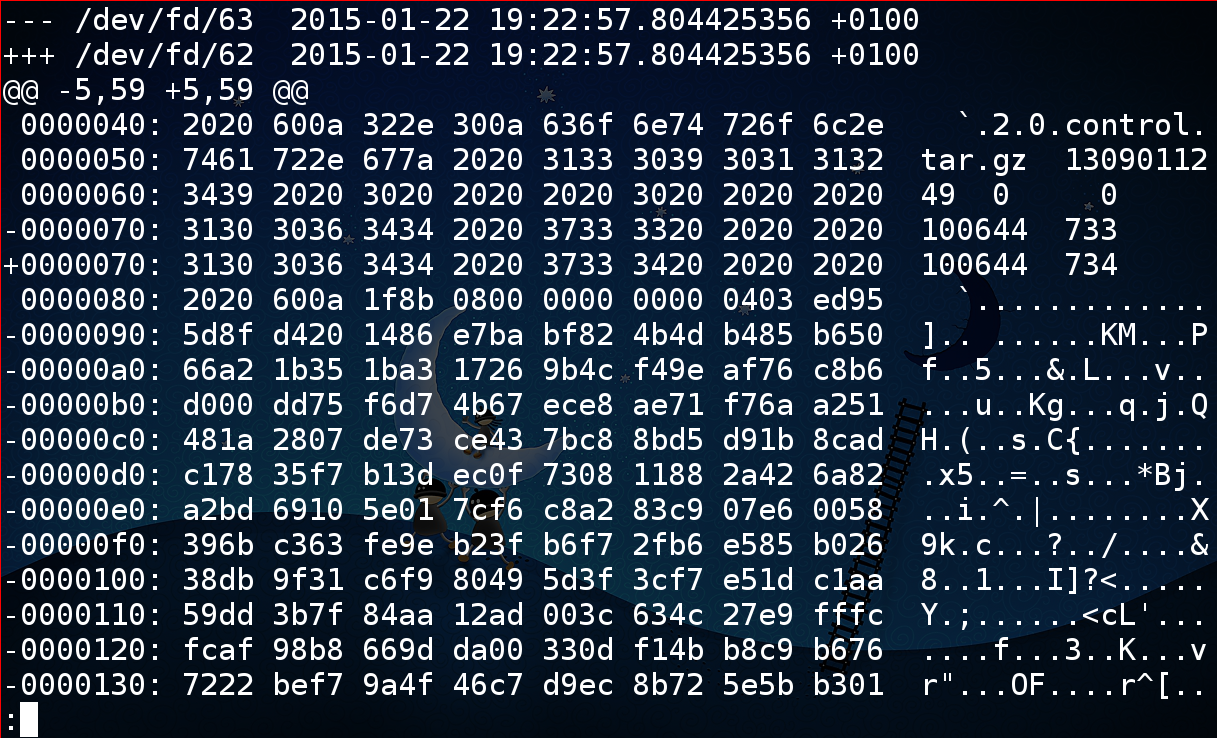 --- /dev/fd/63  2015-01-22 19:22:57.804425356 +0100
+++ /dev/fd/62  2015-01-22 19:22:57.804425356 +0100
@@ -5,59 +5,59 @@
 0000040: 2020 600a 322e 300a 636f 6e74 726f 6c2e    `.2.0.control.
 0000050: 7461 722e 677a 2020 3133 3039 3031 3132  tar.gz  13090112
 0000060: 3439 2020 3020 2020 2020 3020 2020 2020  49  0     0
-0000070: 3130 3036 3434 2020 3733 3320 2020 2020  100644  733
+0000070: 3130 3036 3434 2020 3733 3420 2020 2020  100644  734
 0000080: 2020 600a 1f8b 0800 0000 0000 0403 ed95    `.............
-0000090: 5d8f d420 1486 e7ba bf82 4b4d b485 b650  ].. ......KM...P
-00000a0: 66a2 1b35 1ba3 1726 9b4c f49e af76 c8b6  f..5...&.L...v..
-00000b0: d000 dd75 f6d7 4b67 ece8 ae71 f76a a251  ...u..Kg...q.j.Q
-00000c0: 481a 2807 de73 ce43 7bc8 8bd5 d91b 8cad  H.(..s.C{.......
-00000d0: c178 35f7 b13d ec0f 7308 1188 2a42 6a82  .x5..=..s...*Bj.
-00000e0: a2bd 6910 5e01 7cf6 c8a2 83c9 07e6 0058  ..i.^.|........X
-00000f0: 396b c363 fe9e b23f b6f7 2fb6 e585 b026  9k.c...?../....&
-0000100: 38db 9f31 c6f9 8049 5d3f 3cf7 e51d c1aa  8..1...I]?<.....
-0000110: 59dd 3b7f 84aa 12ad 003c 634c 27e9 fffc  Y.;......<cL'...
-0000120: fcaf 98b8 669d da00 330d f14b b8c9 b676  ....f...3..K...v
-0000130: 7222 bef7 9a4f 46c7 d9ec 8b72 5e5b b301  r"...OF....r^[..
: